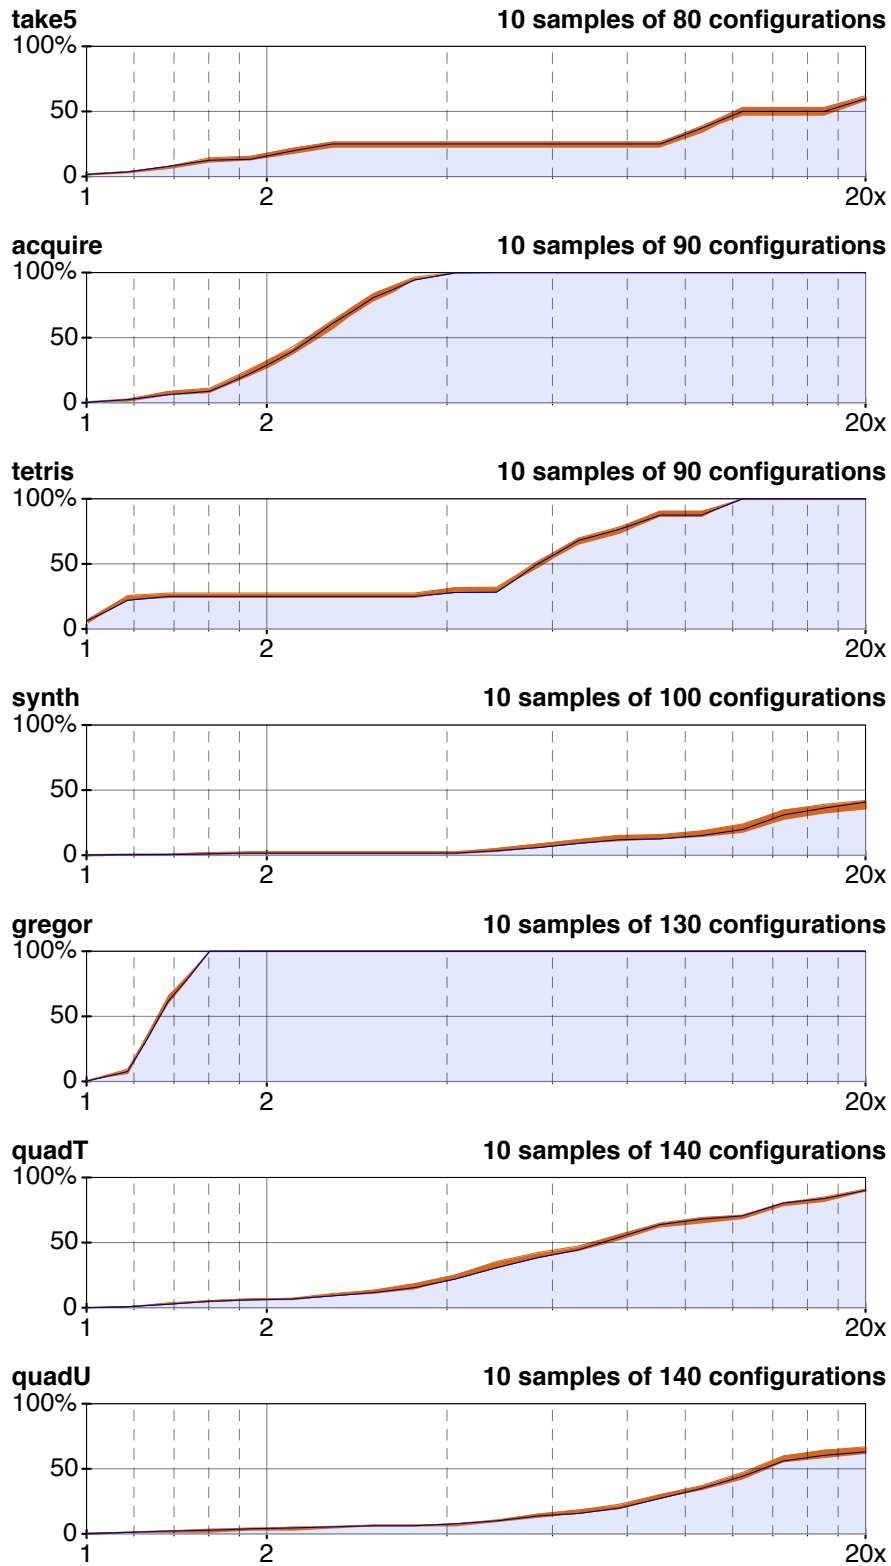 take5 10 samples of 80 configurations
100%
50
0
1 2 20x
acquire 10 samples of 90 configurations
100%
50
0
1 2 20x
tetris 10 samples of 90 configurations
100%
50
0
1 2 20x
synth 10 samples of 100 configurations
100%
50
0
1 2 20x
gregor 10 samples of 130 configurations
100%
50
0
1 2 20x
quadT 10 samples of 140 configurations
100%
50
0
1 2 20x
quadU 10 samples of 140 configurations
100%
50
0
1 2 20x